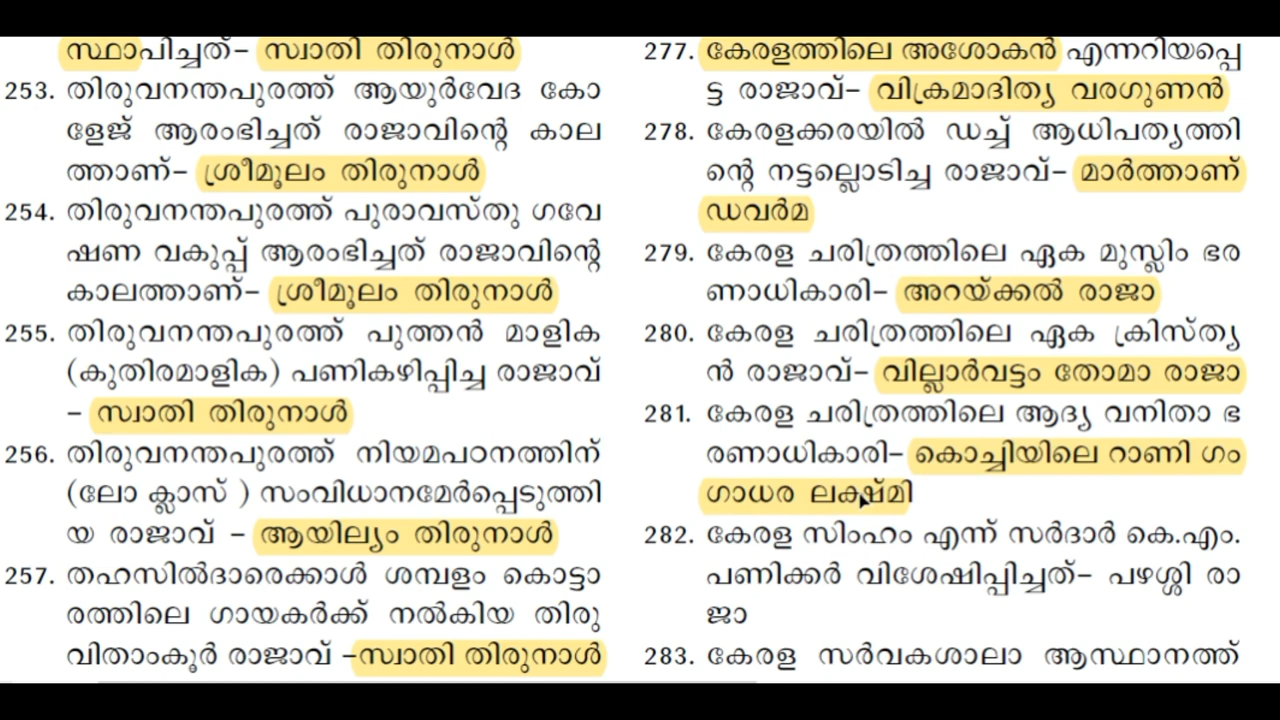 സ്ഥാപിച്ചത്– സ്വാതി തിരുനാൾ
253. തിരുവനന്തപുരത്ത് ആയുർവേദ കോ
ളേജ് ആരംഭിച്ചത് രാജാവിന്റെ കാല
ത്താണ്– ശ്രീമൂലം തിരുനാൾ
254. തിരുവനന്തപുരത്ത് പുരാവസ്തു ഗവേ
ഷണ വകുപ്പ് ആരംഭിച്ചത് രാജാവിന്റെ
കാലത്താണ്– ശ്രീമൂലം തിരുനാൾ
255. തിരുവനന്തപുരത്ത് പുത്തൻ മാളിക
(കുതിരമാളിക) പണികഴിപ്പിച്ച രാജാവ്
– സ്വാതി തിരുനാൾ
256. തിരുവനന്തപുരത്ത് നിയമപഠനത്തിന്
(ലോ ക്ലാസ് ) സംവിധാനമേർപ്പെടുത്തി
യ രാജാവ് – ആയില്യം തിരുനാൾ
257. തഹസിൽദാരെക്കാൾ ശമ്പളം കൊട്ടാ
രത്തിലെ ഗായകർക്ക് നൽകിയ തിരു
വിതാംകൂർ രാജാവ് –സ്വാതി തിരുനാൾ
277. കേരളത്തിലെ അശോകൻ എന്നറിയപ്പെ
ട്ട രാജാവ്– വിക്രമാദിത്യ വരഗുണൻ
278. കേരളക്കരയിൽ ഡച്ച് ആധിപത്യത്തി
ന്റെ നട്ടല്ലൊടിച്ച രാജാവ്– മാർത്താണ്
ഡവർമ
279. കേരള ചരിത്രത്തിലെ ഏക മുസ്ലിം ഭര
ണാധികാരി– അറയ്ക്കൽ രാജാ
280. കേരള ചരിത്രത്തിലെ ഏക ക്രിസ്ത്യ
ൻ രാജാവ്– വില്ലാർവട്ടം തോമാ രാജാ
281. കേരള ചരിത്രത്തിലെ ആദ്യ വനിതാ ഭ
രണാധികാരി– കൊച്ചിയിലെ റാണി ഗം
ഗാധര ലക്ഷ്മി
282. കേരള സിംഹം എന്ന് സർദാർ കെ.എം.
പണിക്കർ വിശേഷിപ്പിച്ചത്– പഴശ്ശി രാ
ജാ
283. കേരള സർവകശാലാ ആസ്ഥാനത്ത്